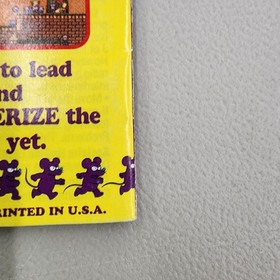 to lead
nd
ERIZE the
yet.
RINTED IN U.S.A.